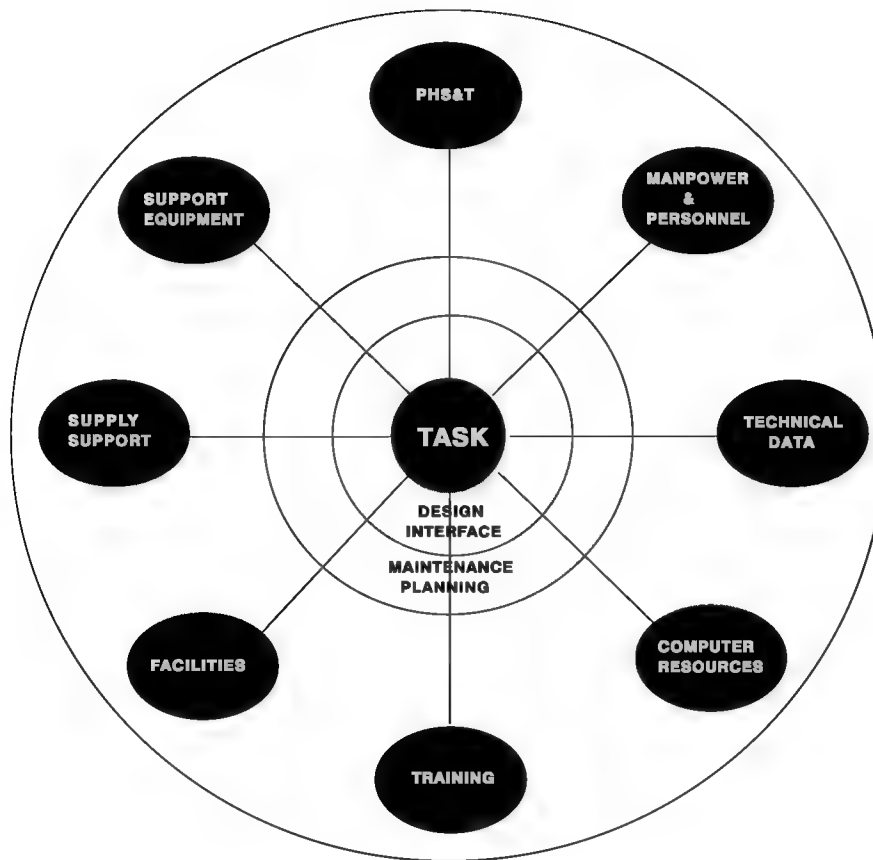 PHS&T
MANPOWER
&
PERSONNEL
SUPPORT
EQUIPMENT
SUPPLY
SUPPORT
TASK
TECHNICAL
DATA
DESIGN
INTERFACE
MAINTENANCE
PLANNING
FACILITIES
COMPUTER
RESOURCES
TRAINING